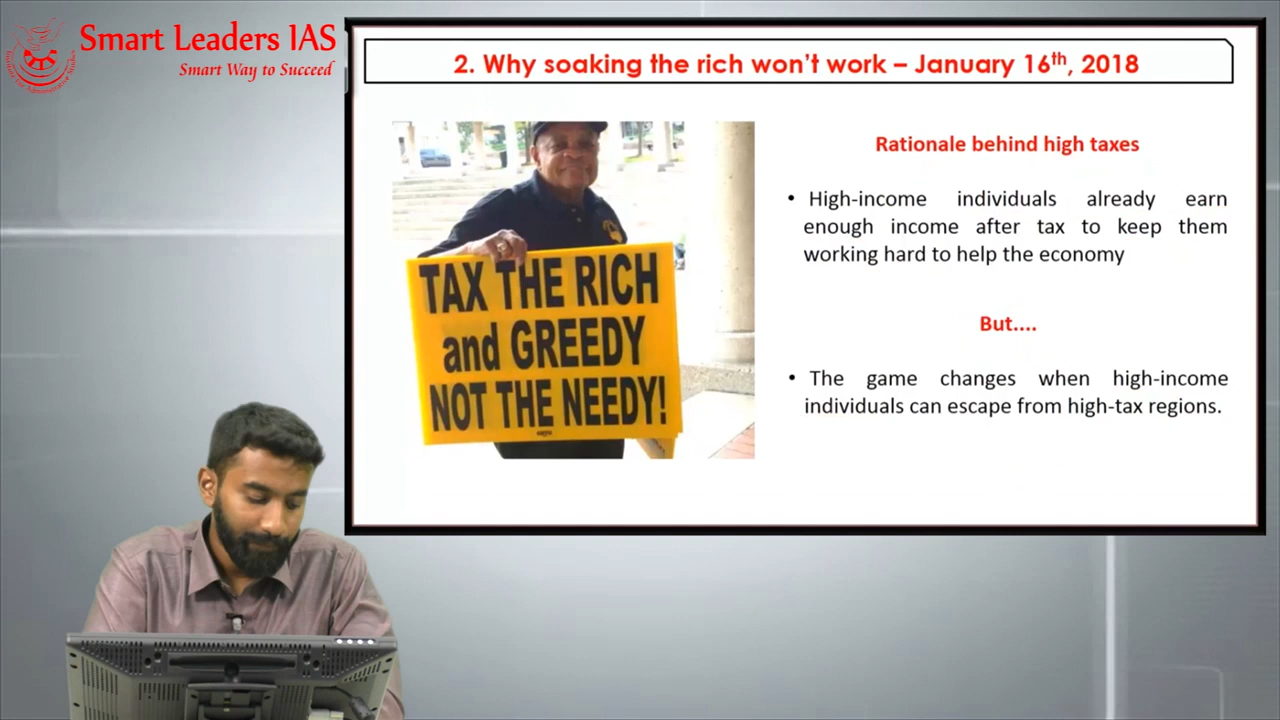 Smart Leaders IAS
Smart Way to Succeed
2. Why soaking the rich won't work – January 16th, 2018
TAX THE RICH
and GREEDY
NOT THE NEEDY!
Rationale behind high taxes
• High-income individuals already earn
enough income after tax to keep them
working hard to help the economy
But....
• The game changes when high-income
individuals can escape from high-tax regions.